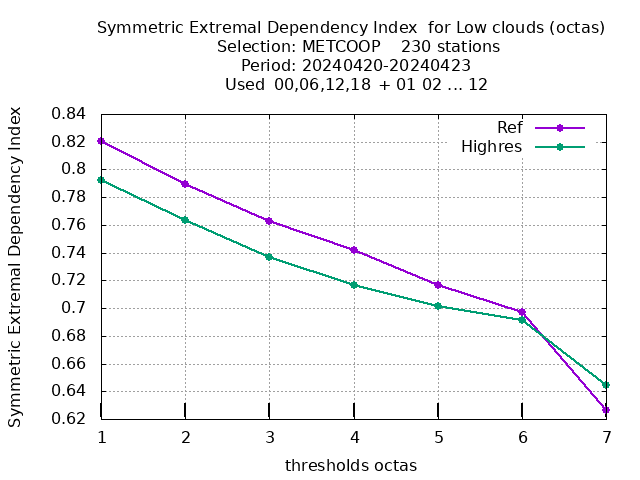 Symmetric Extremal Dependency Index  for Low clouds (octas)
Selection: METCOOP    230 stations
Period: 20240420-20240423
Used  00,06,12,18 + 01 02 ... 12
Symmetric Extremal Dependency Index
0.84
0.82
0.8
0.78
0.76
0.74
0.72
0.7
0.68
0.66
0.64
0.62
Ref
Highres
1 2 3 4 5 6 7
thresholds octas